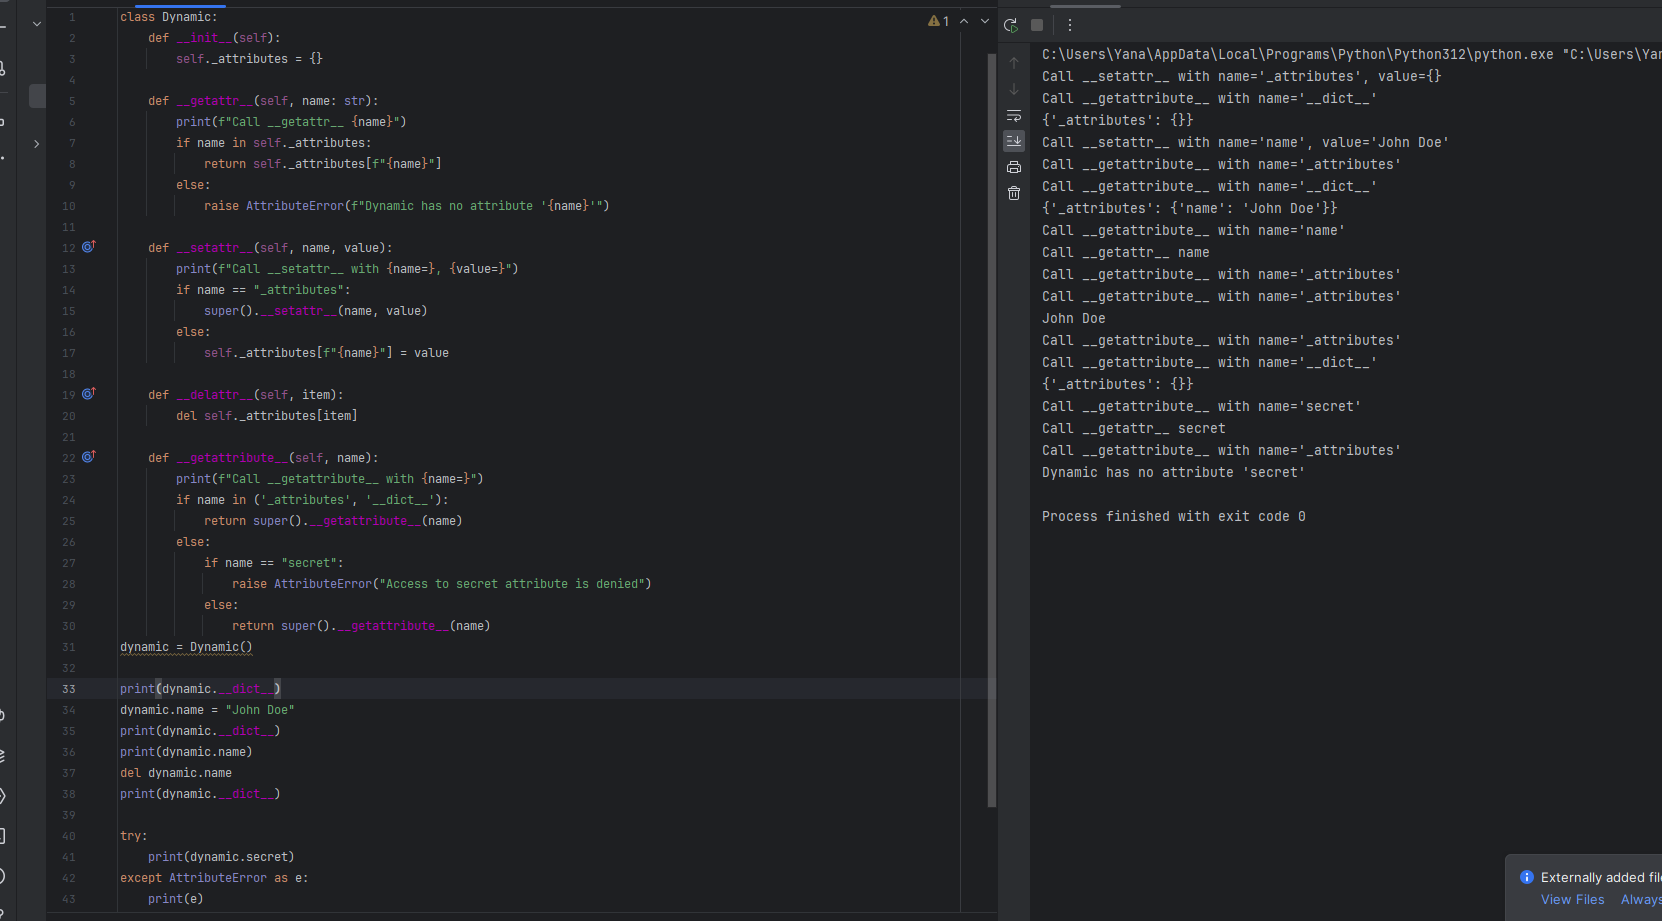 1 class Dynamic:
2     def __init__(self):
3         self._attributes = {}
4
5     def __getattr__(self, name: str):
6         print(f"Call __getattr__ {name}")
7         if name in self._attributes:
8             return self._attributes[f"{name}"]
9         else:
10             raise AttributeError(f"Dynamic has no attribute '{name}'")
11
12     def __setattr__(self, name, value):
13         print(f"Call __setattr__ with {name=}, {value=}")
14         if name == "_attributes":
15             super().__setattr__(name, value)
16         else:
17             self._attributes[f"{name}"] = value
18
19     def __delattr__(self, item):
20         del self._attributes[item]
21
22     def __getattribute__(self, name):
23         print(f"Call __getattribute__ with {name=}")
24         if name in ('_attributes', '__dict__'):
25             return super().__getattribute__(name)
26         else:
27             if name == "secret":
28                 raise AttributeError("Access to secret attribute is denied")
29             else:
30                 return super().__getattribute__(name)
31 dynamic = Dynamic()
32
33 print(dynamic.__dict__)
34 dynamic.name = "John Doe"
35 print(dynamic.__dict__)
36 print(dynamic.name)
37 del dynamic.name
38 print(dynamic.__dict__)
39
40 try:
41     print(dynamic.secret)
42 except AttributeError as e:
43     print(e)
1
C:\Users\Yana\AppData\Local\Programs\Python\Python312\python.exe "C:\Users\Yan
Call __setattr__ with name='_attributes', value={}
Call __getattribute__ with name='__dict__'
{'_attributes': {}}
Call __setattr__ with name='name', value='John Doe'
Call __getattribute__ with name='_attributes'
Call __getattribute__ with name='__dict__'
{'_attributes': {'name': 'John Doe'}}
Call __getattribute__ with name='name'
Call __getattr__ name
Call __getattribute__ with name='_attributes'
Call __getattribute__ with name='_attributes'
John Doe
Call __getattribute__ with name='_attributes'
Call __getattribute__ with name='__dict__'
{'_attributes': {}}
Call __getattribute__ with name='secret'
Call __getattr__ secret
Call __getattribute__ with name='_attributes'
Dynamic has no attribute 'secret'

Process finished with exit code 0
Externally added file
View Files Always